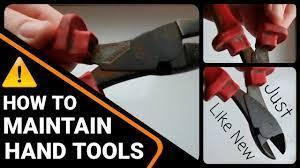 HOW TO
MAINTAIN
HAND TOOLS
Just
Like New